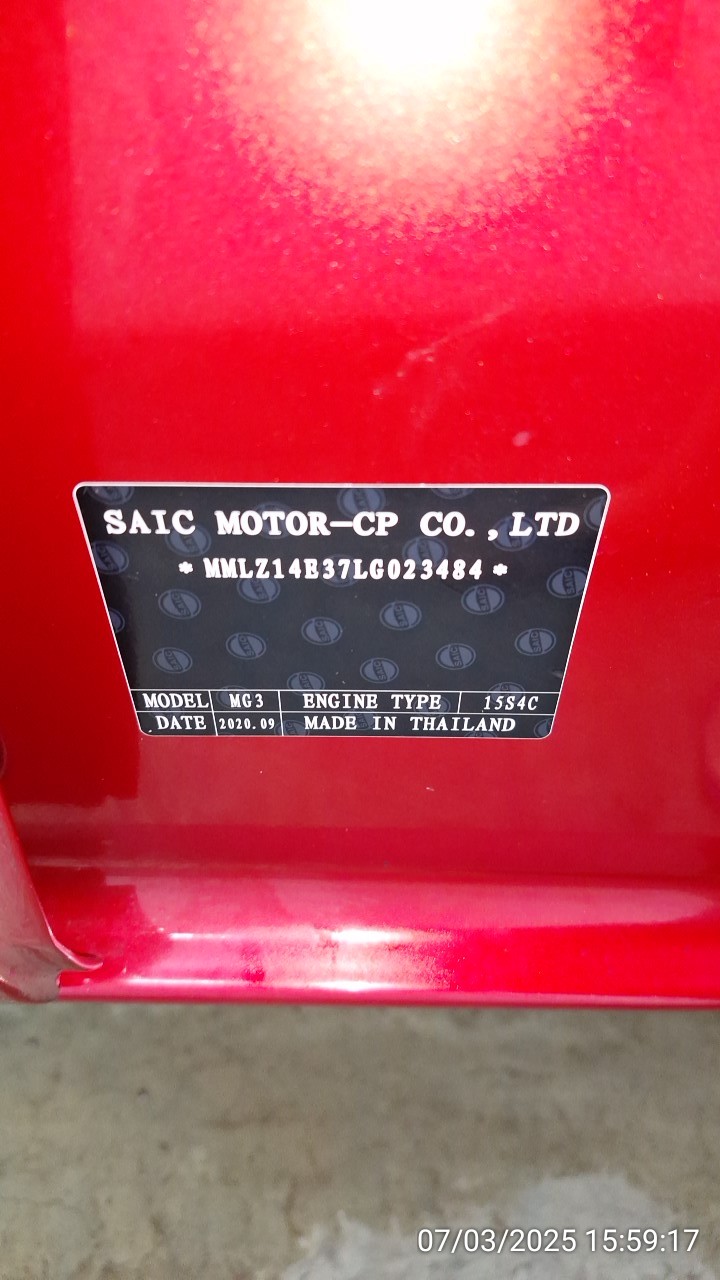 SAIC MOTOR-CP CO.,LTD
* MMLZ14E37LG023484 *
MODEL MG3 ENGINE TYPE 15S4C
DATE 2020.09 MADE IN THAILAND
07/03/2025 15:59:17